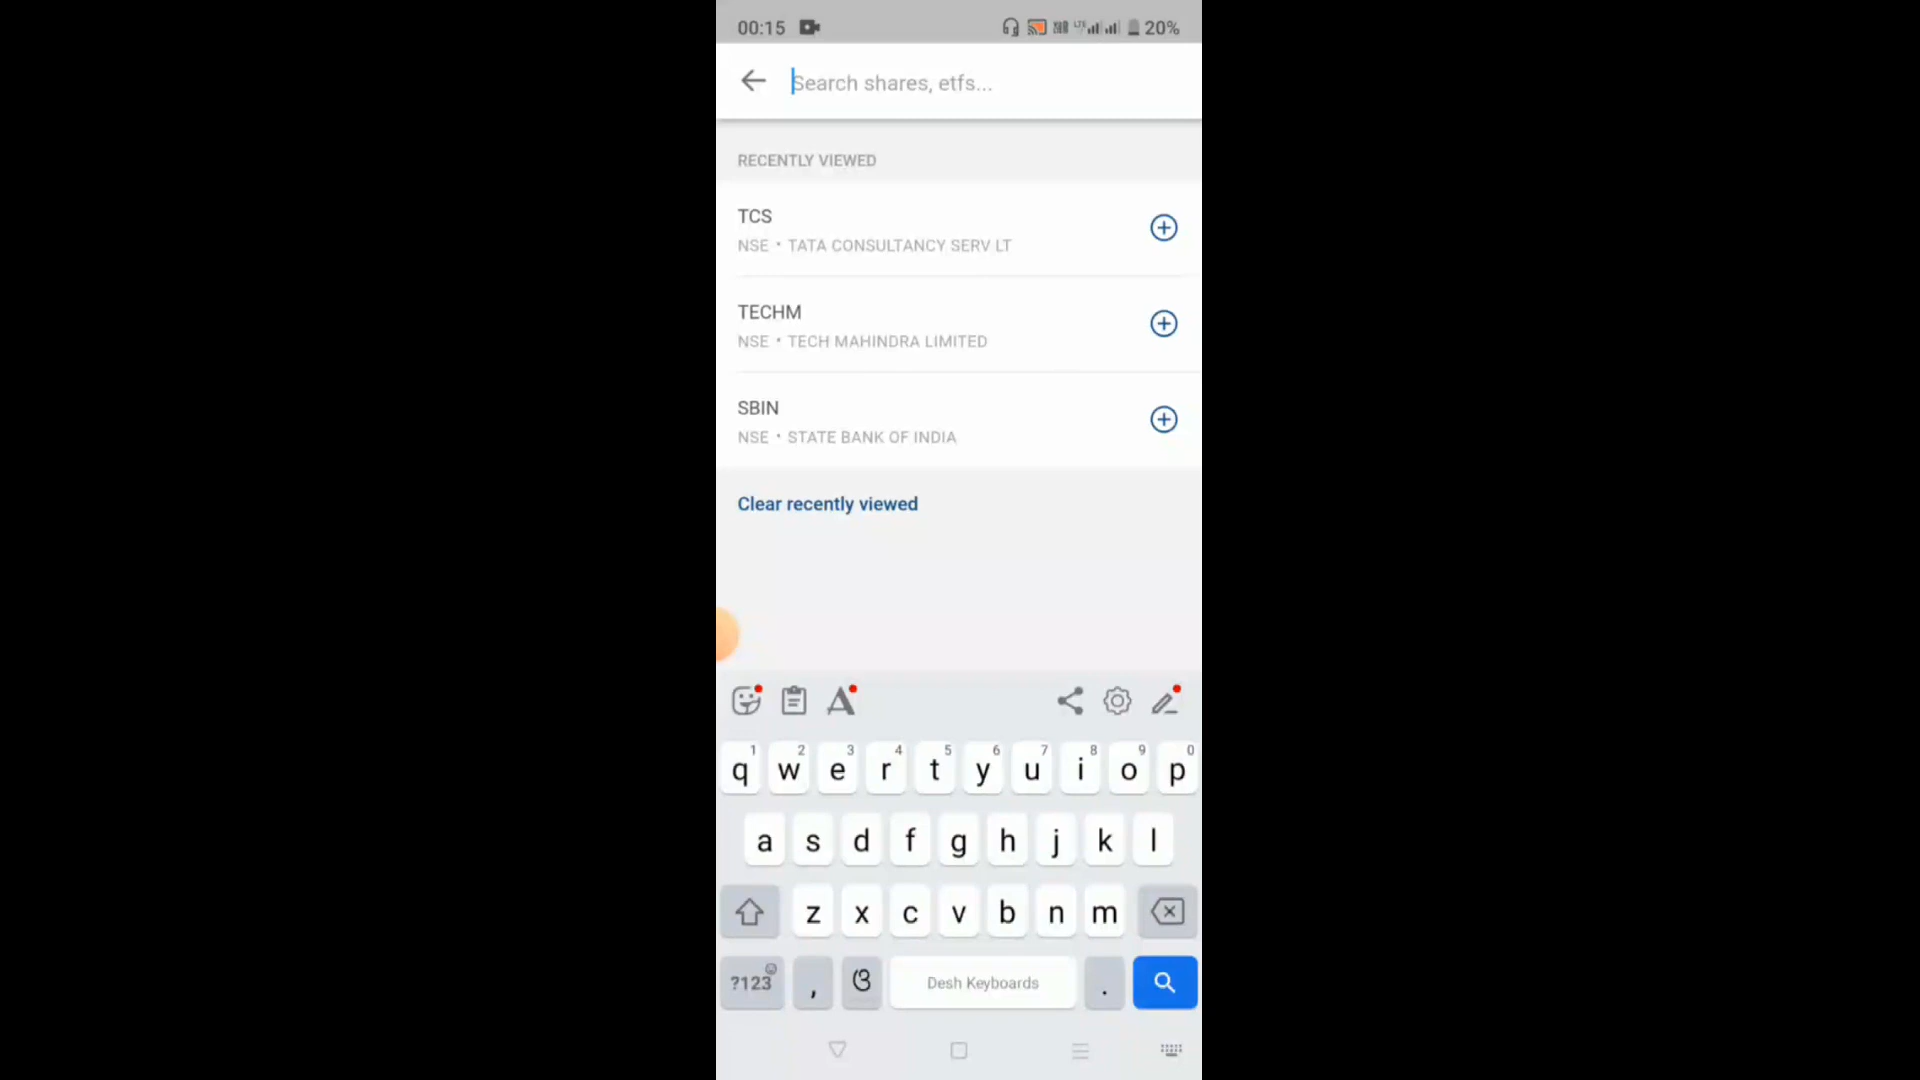 00:15 LTE 20%
Search shares, etfs...
RECENTLY VIEWED
TCS
NSE • TATA CONSULTANCY SERV LT
TECHM
NSE • TECH MAHINDRA LIMITED
SBIN
NSE • STATE BANK OF INDIA
Clear recently viewed
1 2 3 4 5 6 7 8 9 0
q w e r t y u i o p
a s d f g h j k l
z x c v b n m
?123 , ও Desh Keyboards .